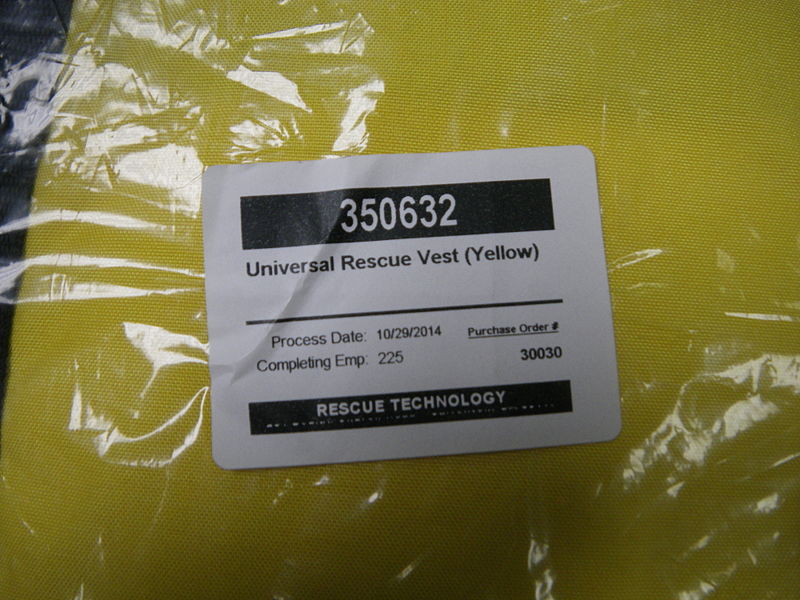 350632
Universal Rescue Vest (Yellow)
Process Date: 10/29/2014 Purchase Order #
Completing Emp: 225 30030
RESCUE TECHNOLOGY